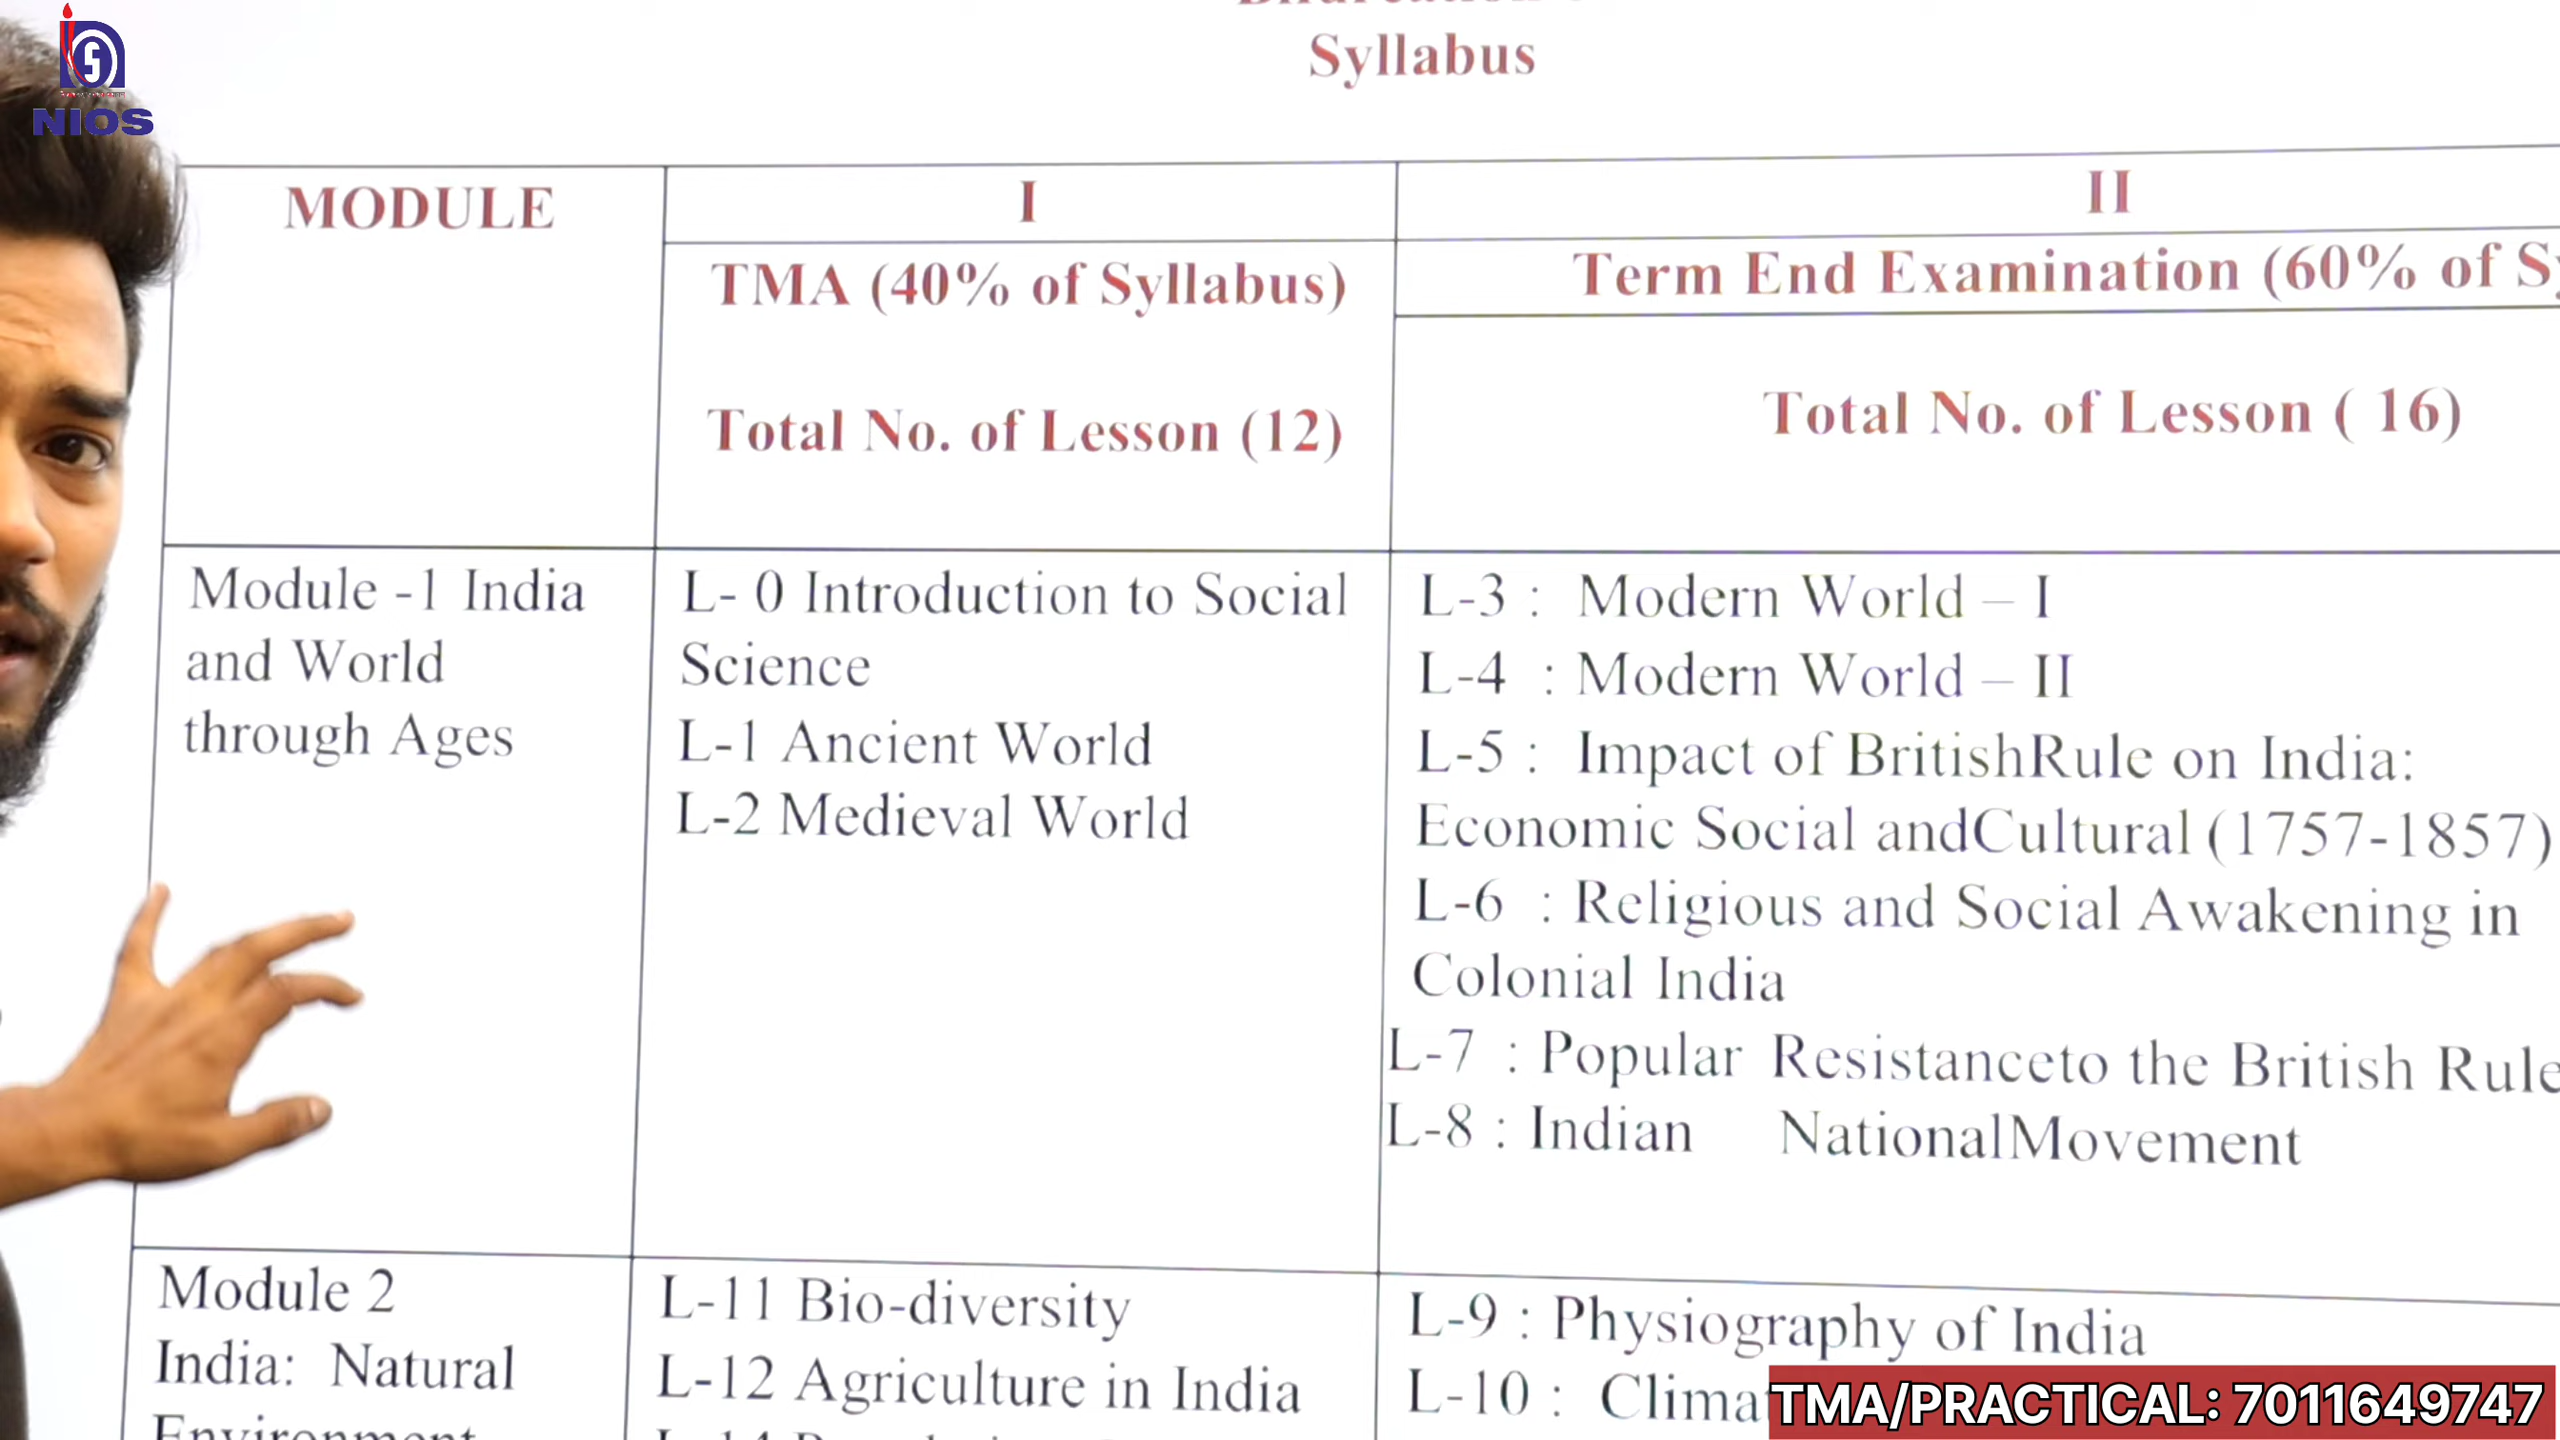 NIOS
Syllabus
MODULE
I
II
TMA (40% of Syllabus)
Term End Examination (60% of
Total No. of Lesson (12)
Total No. of Lesson ( 16)
Module -1 India
and World
through Ages
L- 0 Introduction to Social
Science
L-1 Ancient World
L-2 Medieval World
L-3 : Modern World – I
L-4 : Modern World – II
L-5 : Impact of BritishRule on India:
Economic Social andCultural (1757-1857)
L-6 : Religious and Social Awakening in
Colonial India
L-7 : Popular Resistanceto the British Rule
L-8 : Indian NationalMovement
Module 2
India: Natural
Environment
L-11 Bio-diversity
L-12 Agriculture in India
L-9 : Physiography of India
L-10 :
TMA/PRACTICAL: 7011649747